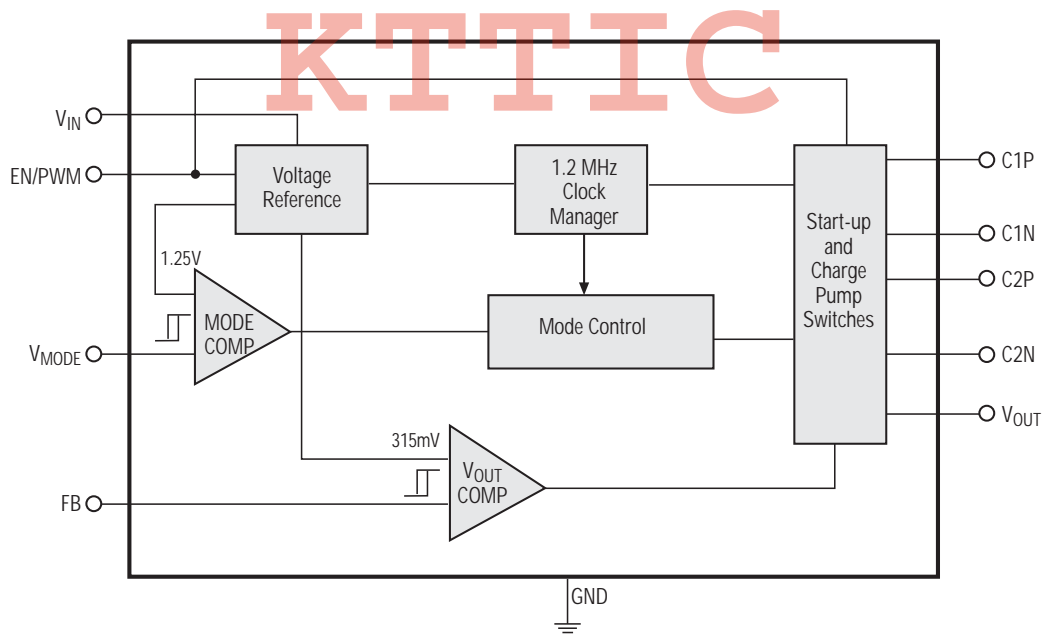 KTTIC
VIN
EN/PWM
Voltage
Reference
1.2 MHz
Clock
Manager
Start-up
and
Charge
Pump
Switches
C1P
C1N
C2P
C2N
VOUT
1.25V
MODE
COMP
VMODE
Mode Control
315mV
VOUT
COMP
FB
GND